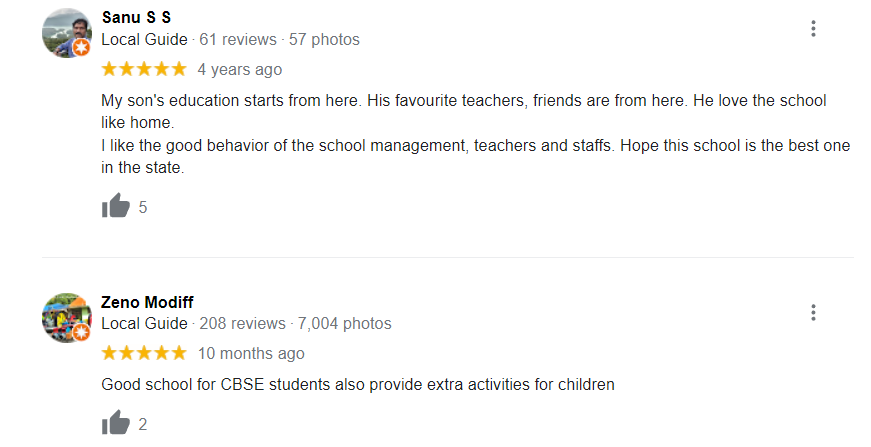 Sanu S S
Local Guide · 61 reviews · 57 photos
4 years ago
My son's education starts from here. His favourite teachers, friends are from here. He love the school
like home.
I like the good behavior of the school management, teachers and staffs. Hope this school is the best one
in the state.
5
Zeno Modiff
Local Guide · 208 reviews · 7,004 photos
10 months ago
Good school for CBSE students also provide extra activities for children
2